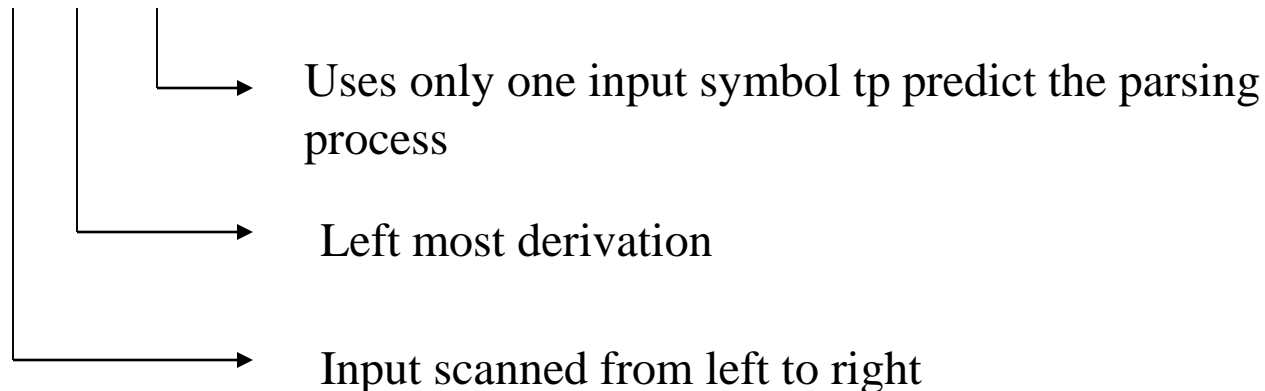 Uses only one input symbol tp predict the parsing
process
Left most derivation
Input scanned from left to right